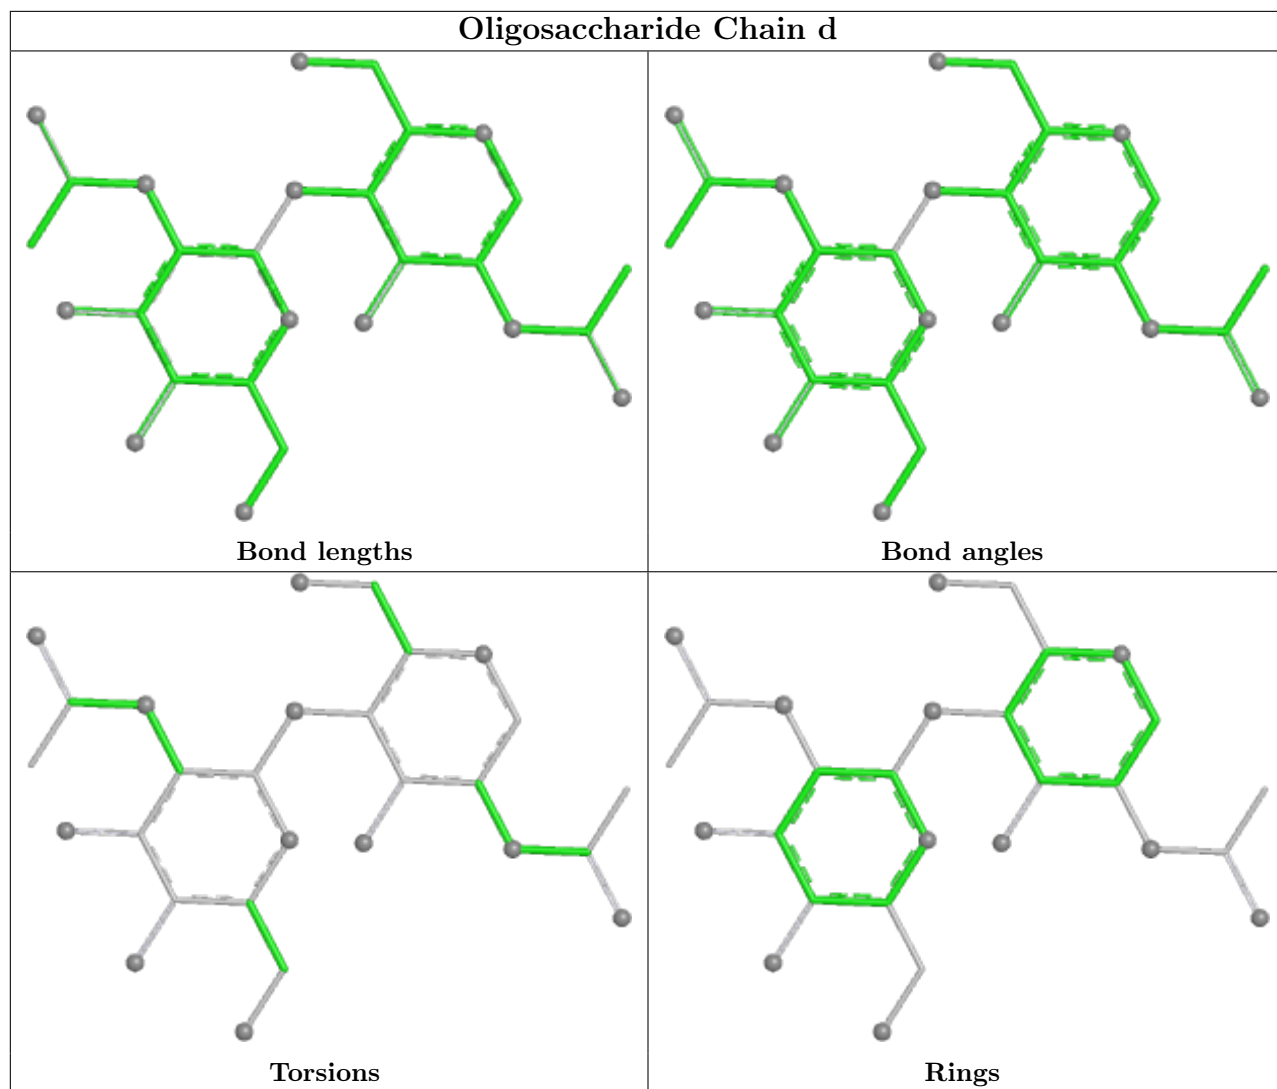 Oligosaccharide Chain d
Bond lengths
Bond angles
Torsions
Rings